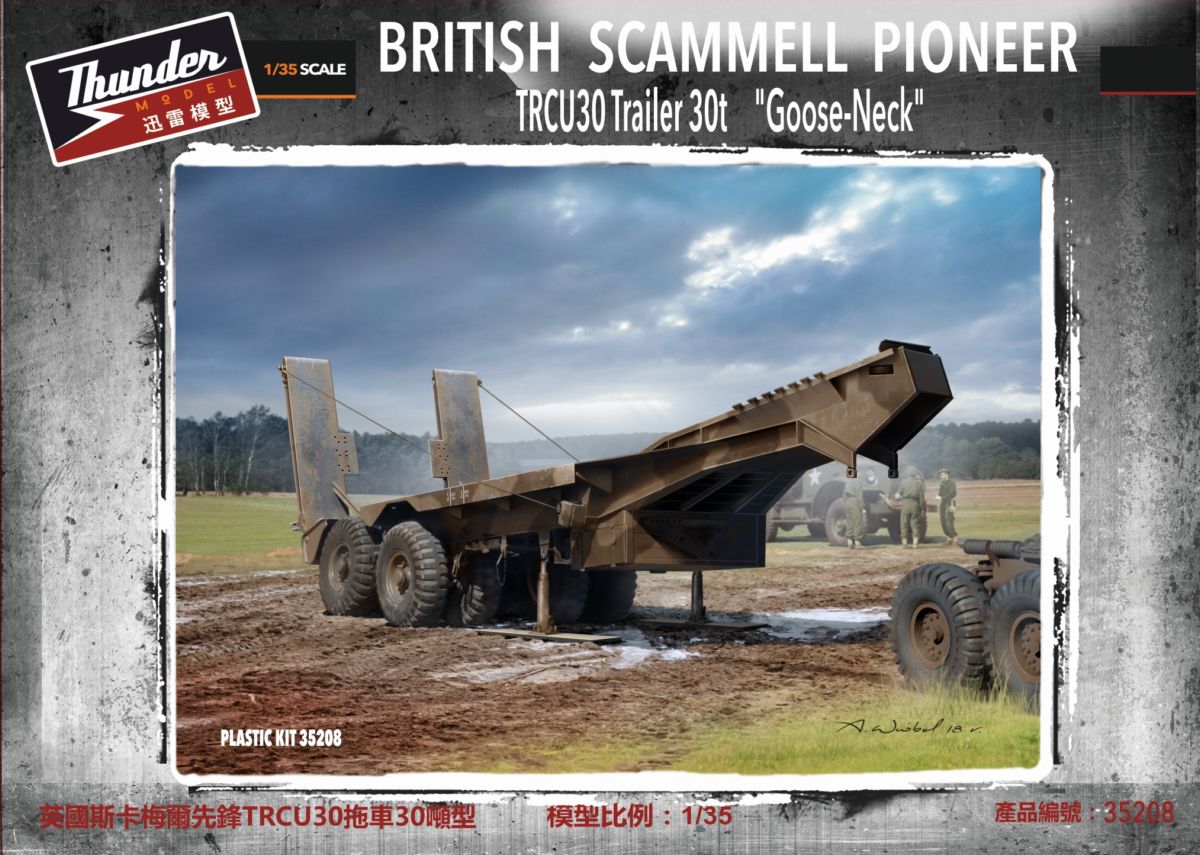 Thunder
MODEL
迅雷模型
1/35 SCALE
BRITISH SCAMMELL PIONEER
TRCU30 Trailer 30t "Goose-Neck"
PLASTIC KIT 35208
A. Wróbel 18 r.
英國斯卡梅爾先鋒TRCU30拖車30噸型
模型比例：1/35
產品編號：35208